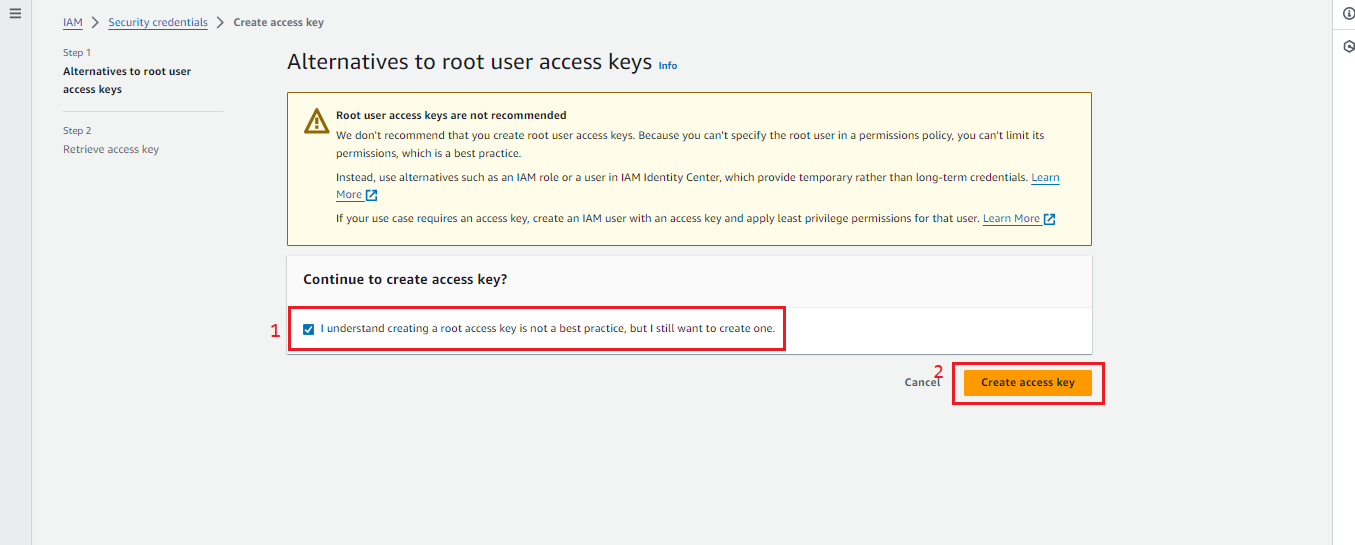 IAM > Security credentials > Create access key
Step 1
Alternatives to root user
access keys
Step 2
Retrieve access key
Alternatives to root user access keys Info
Root user access keys are not recommended
We don't recommend that you create root user access keys. Because you can't specify the root user in a permissions policy, you can't limit its
permissions, which is a best practice.
Instead, use alternatives such as an IAM role or a user in IAM Identity Center, which provide temporary rather than long-term credentials. Learn
More
If your use case requires an access key, create an IAM user with an access key and apply least privilege permissions for that user. Learn More
Continue to create access key?
1 I understand creating a root access key is not a best practice, but I still want to create one.
Cancel 2 Create access key